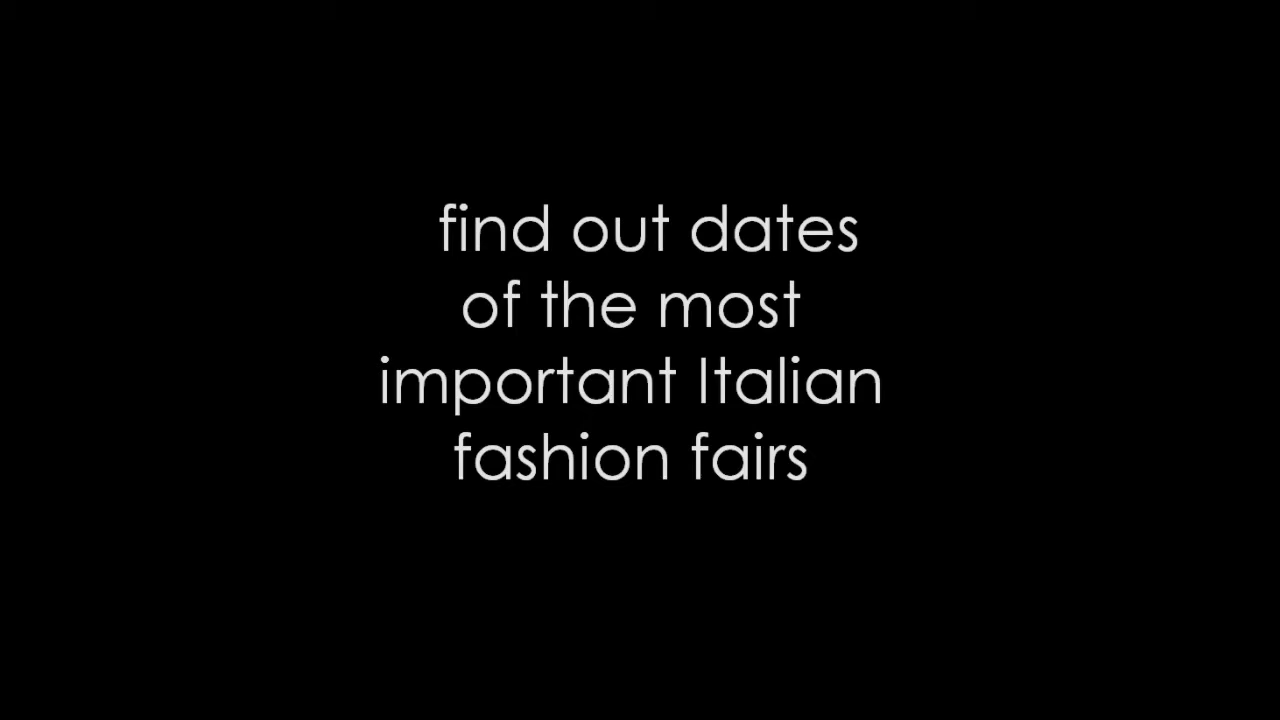 find out dates
of the most
important Italian
fashion fairs